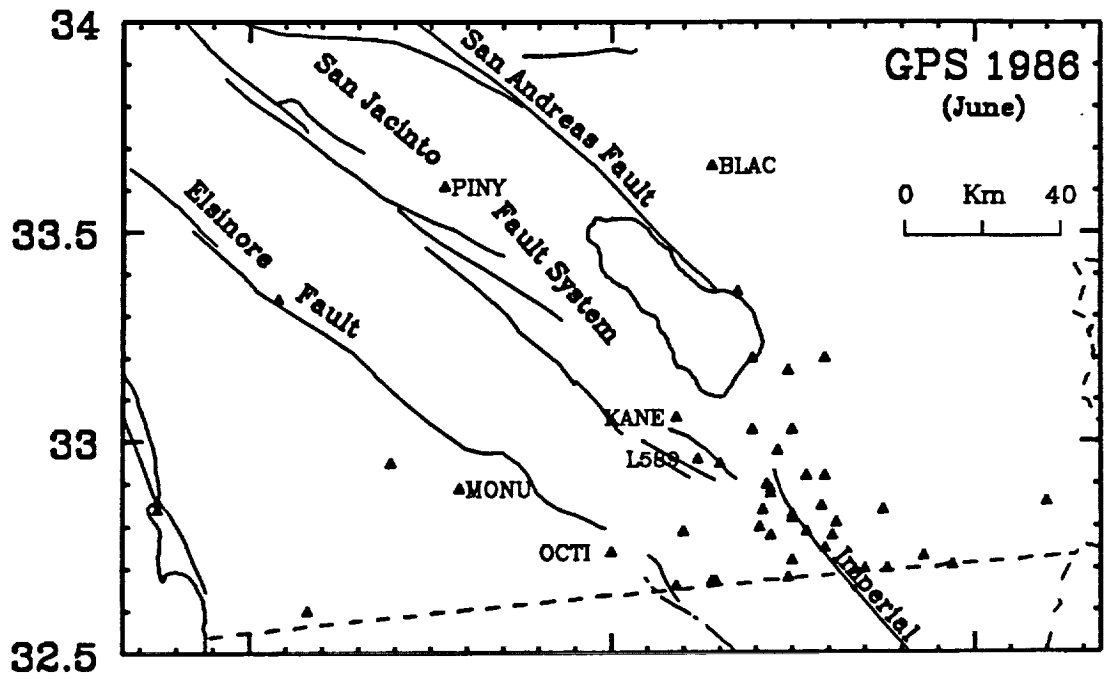 34
33.5
33
32.5
San Andreas Fault
San Jacinto
Fault System
Elsinore
Fault
Imperial
GPS 1986
(June)
0 Km 40
BLAC
PINY
KANE
L589
MONU
OCTI